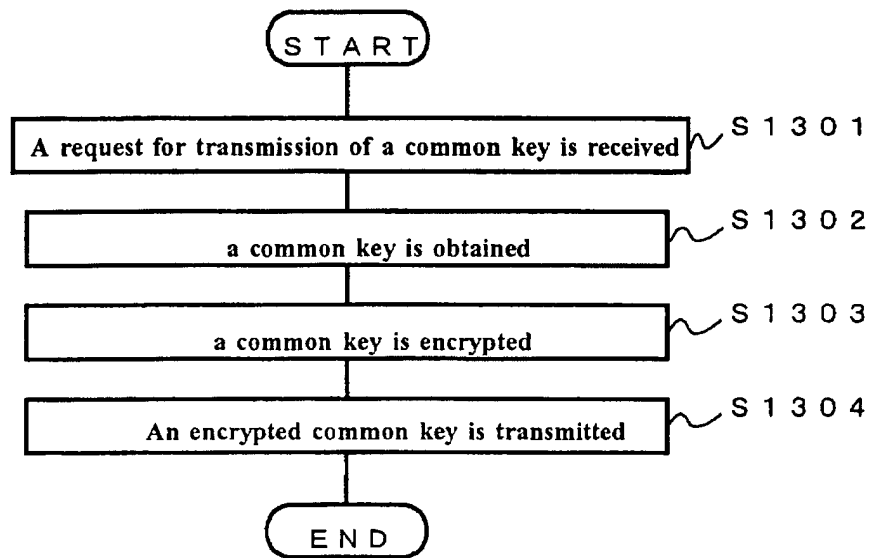 START
A request for transmission of a common key is received
S1301
a common key is obtained
S1302
a common key is encrypted
S1303
An encrypted common key is transmitted
S1304
END